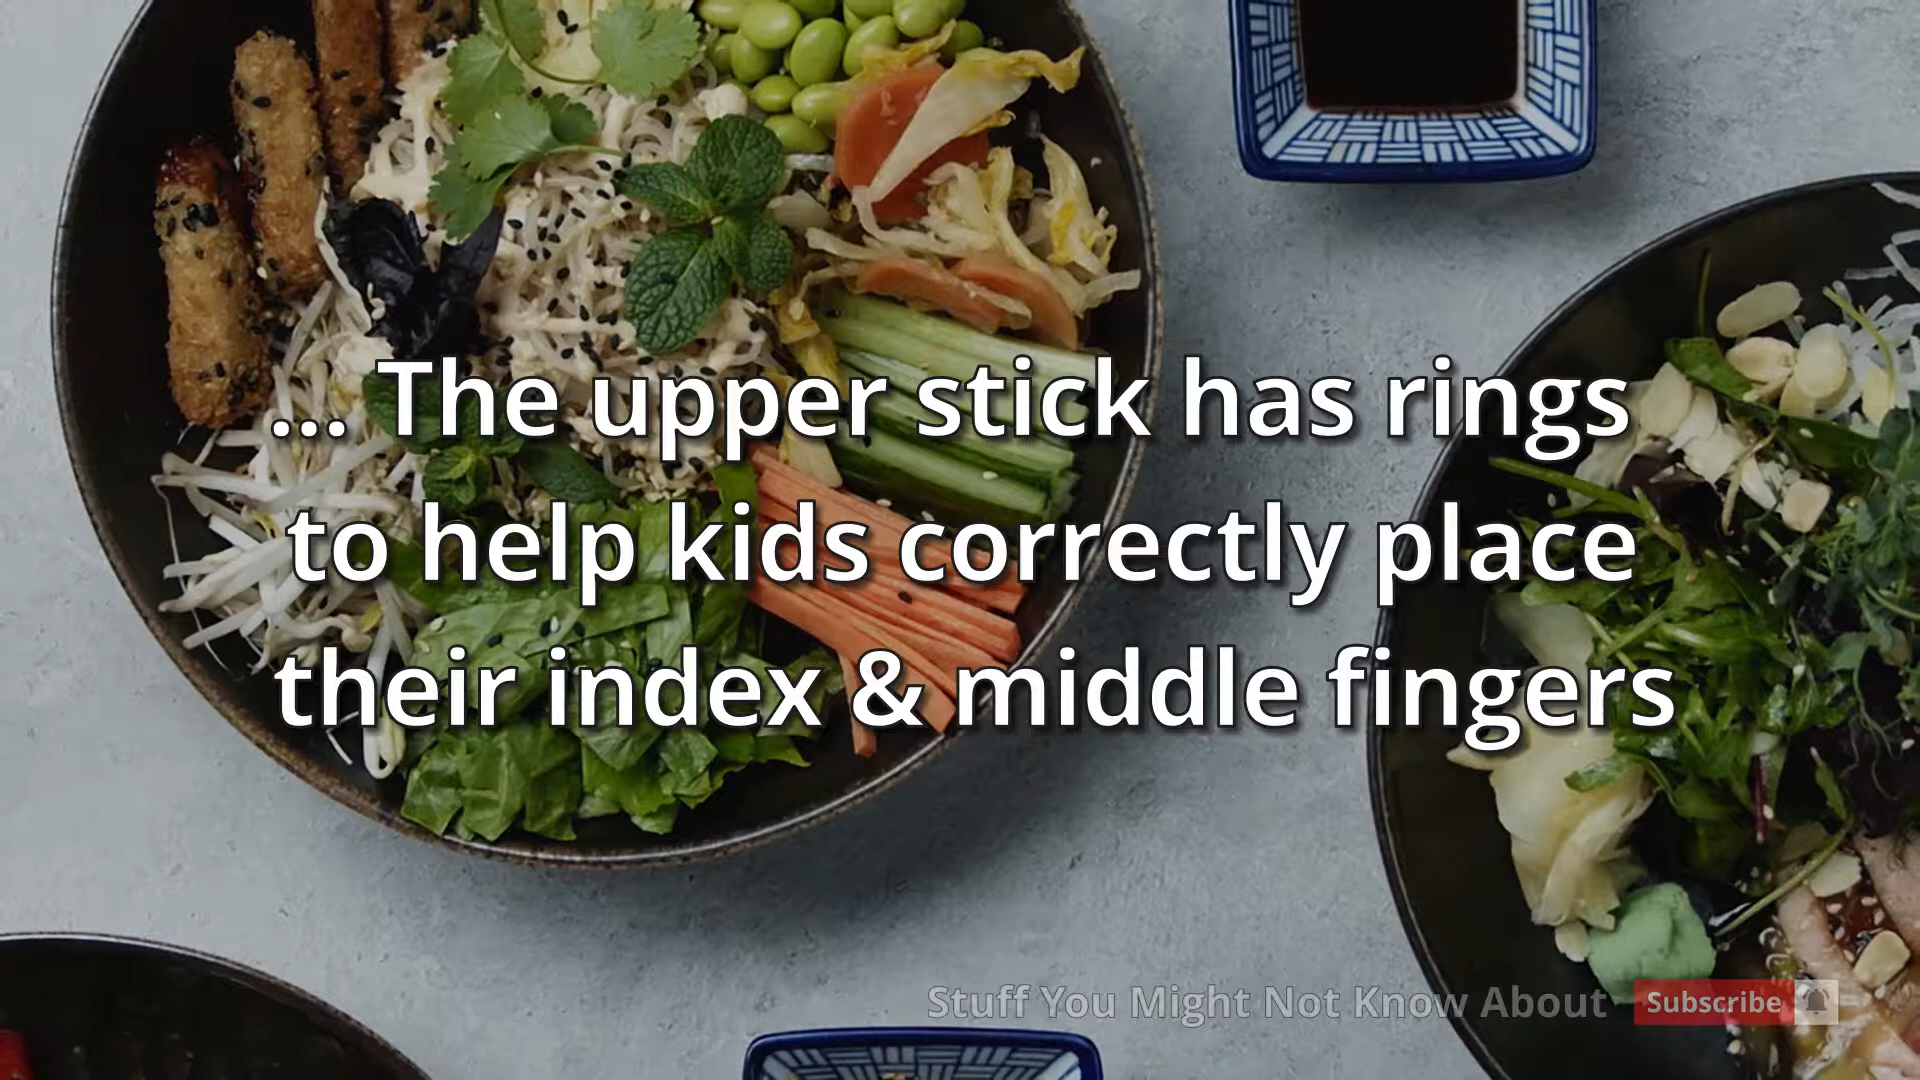 ... The upper stick has rings
to help kids correctly place
their index & middle fingers
Stuff You Might Not Know About
Subscribe